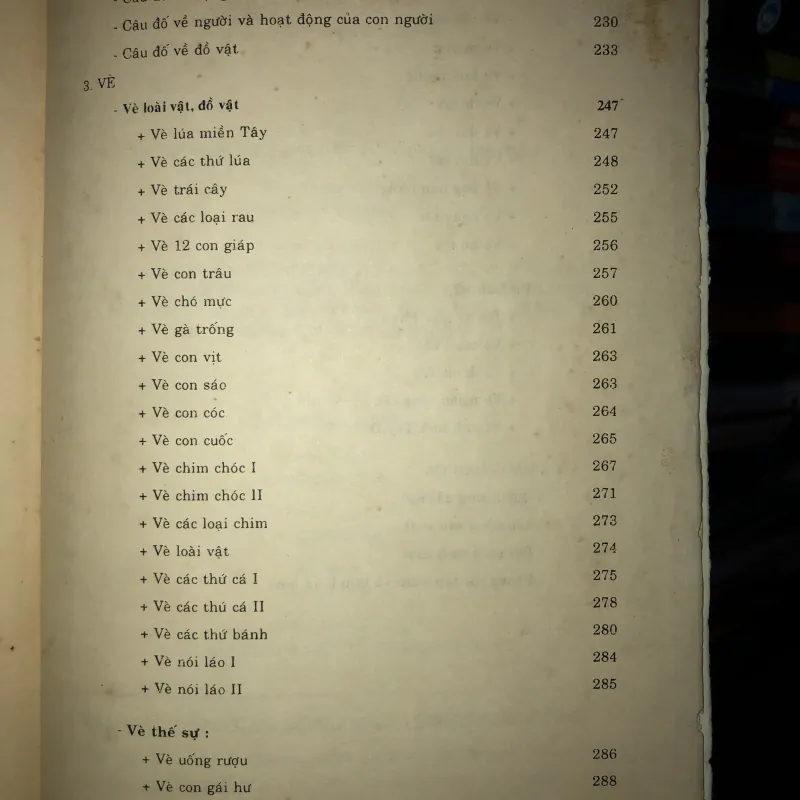 - Câu đố về người và hoạt động của con người 230
- Câu đố về đồ vật 233
3. VÈ
- Vè loài vật, đồ vật 247
+ Vè lúa miền Tây 247
+ Vè các thứ lúa 248
+ Vè trái cây 252
+ Vè các loại rau 255
+ Vè 12 con giáp 256
+ Vè con trâu 257
+ Vè chó mực 260
+ Vè gà trống 261
+ Vè con vịt 263
+ Vè con sáo 263
+ Vè con cóc 264
+ Vè con cuốc 265
+ Vè chim chóc I 267
+ Vè chim chóc II 271
+ Vè các loại chim 273
+ Vè loài vật 274
+ Vè các thứ cá I 275
+ Vè các thú cá II 278
+ Vè các thứ bánh 280
+ Vè nói láo I 284
+ Vè nói láo II 285
- Vè thế sự :
+ Vè uống rượu 286
+ Vè con gái hư 288